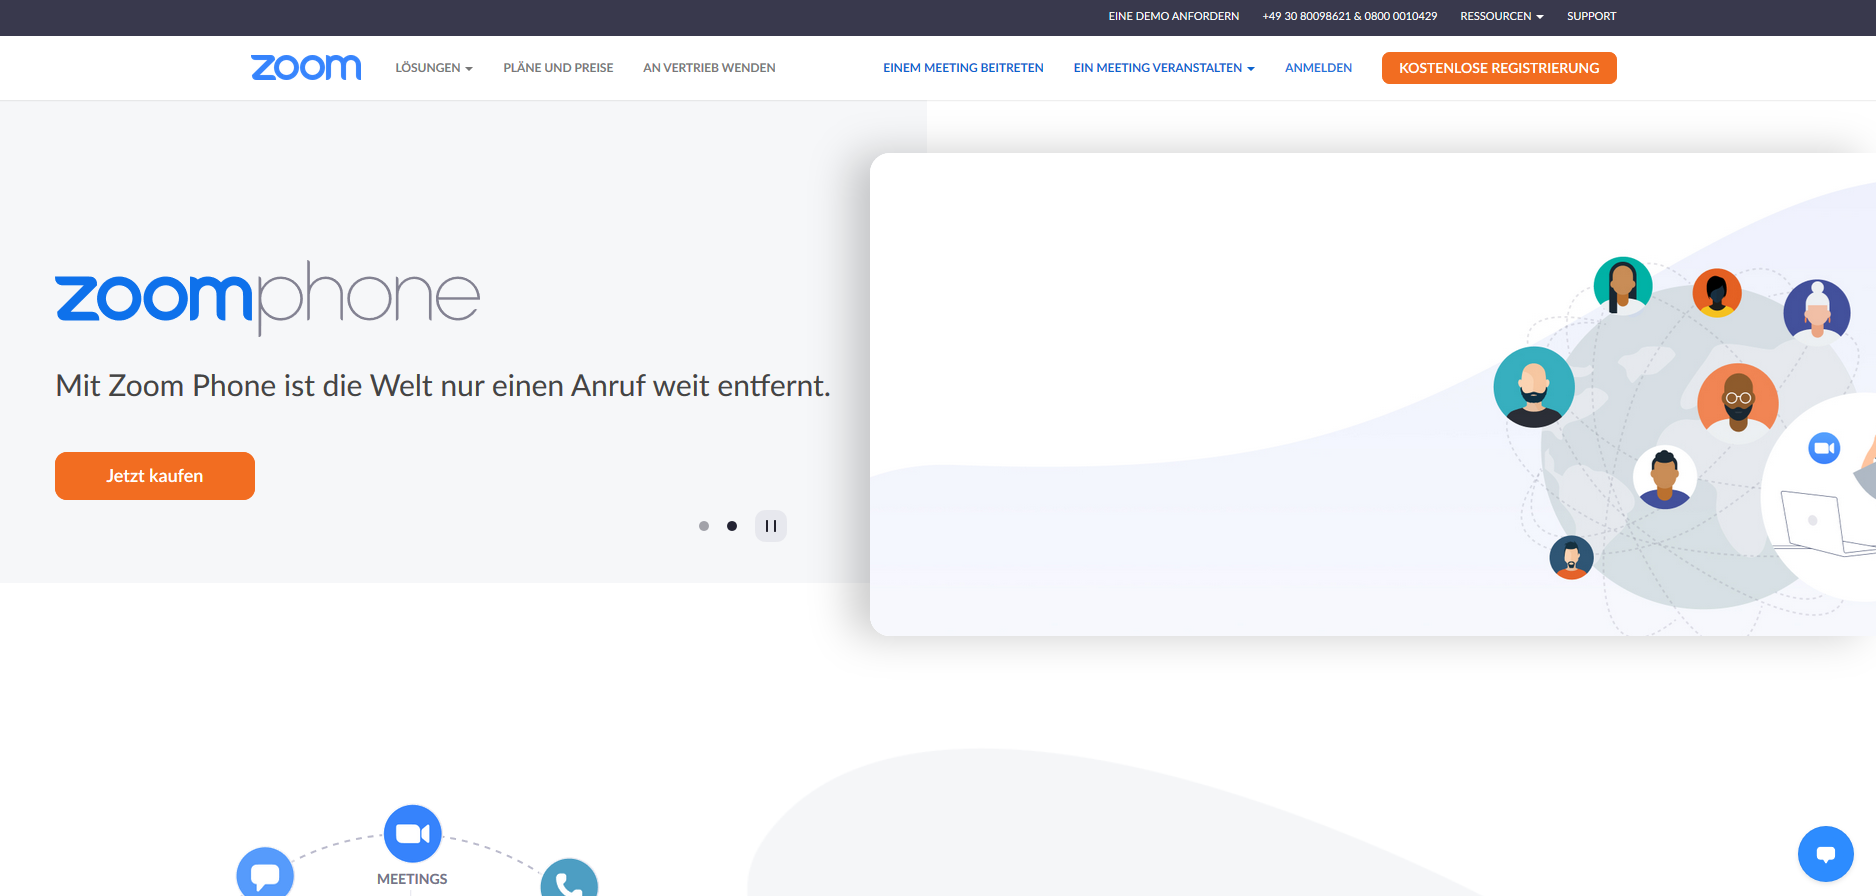 EINE DEMO ANFORDERN +49 30 80098621 & 0800 0010429 RESSOURCEN SUPPORT
zoom LÖSUNGEN PLÄNE UND PREISE AN VERTRIEB WENDEN EINEM MEETING BEITRETEN EIN MEETING VERANSTALTEN ANMELDEN KOSTENLOSE REGISTRIERUNG
zoomphone
Mit Zoom Phone ist die Welt nur einen Anruf weit entfernt.
Jetzt kaufen
MEETINGS